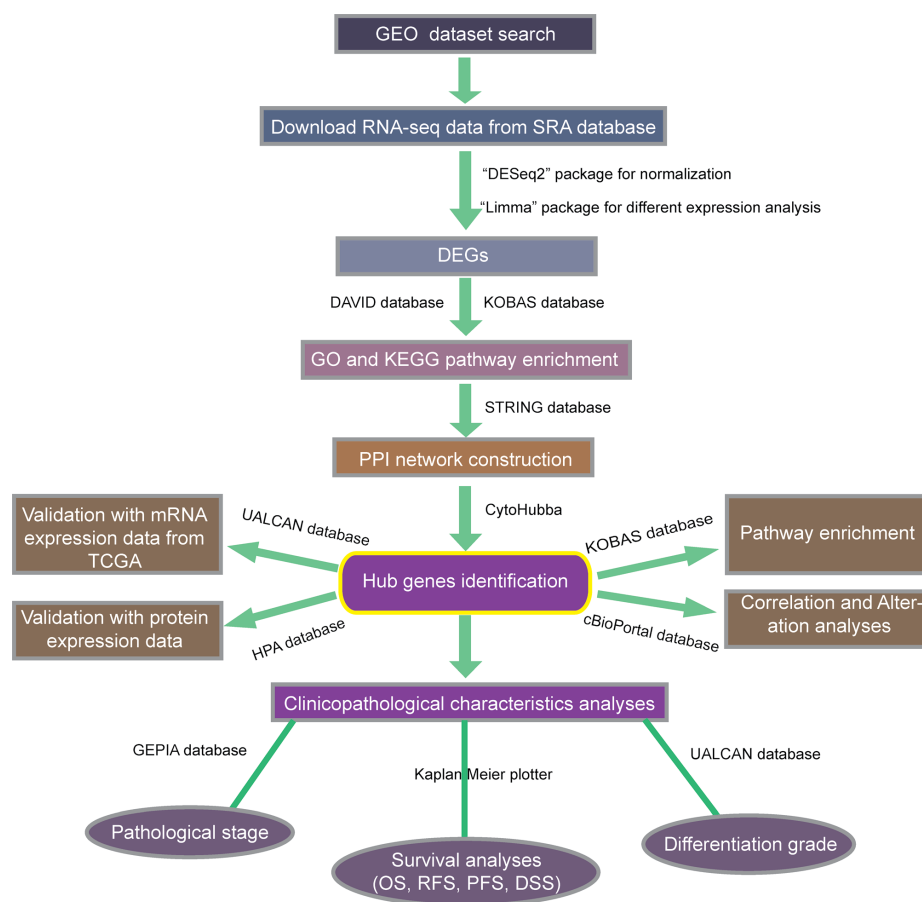 GEO dataset search
Download RNA-seq data from SRA database
“DESeq2” package for normalization
“Limma” package for different expression analysis
DEGs
DAVID database
KOBAS database
GO and KEGG pathway enrichment
STRING database
PPI network construction
CytoHubba
Validation with mRNA
expression data from
TCGA
UALCAN database
KOBAS database
Pathway enrichment
Hub genes identification
Validation with protein
expression data
HPA database
cBioPortal database
Correlation and Alter-
ation analyses
Clinicopathological characteristics analyses
GEPIA database
Kaplan Meier plotter
UALCAN database
Pathological stage
Survival analyses
(OS, RFS, PFS, DSS)
Differentiation grade